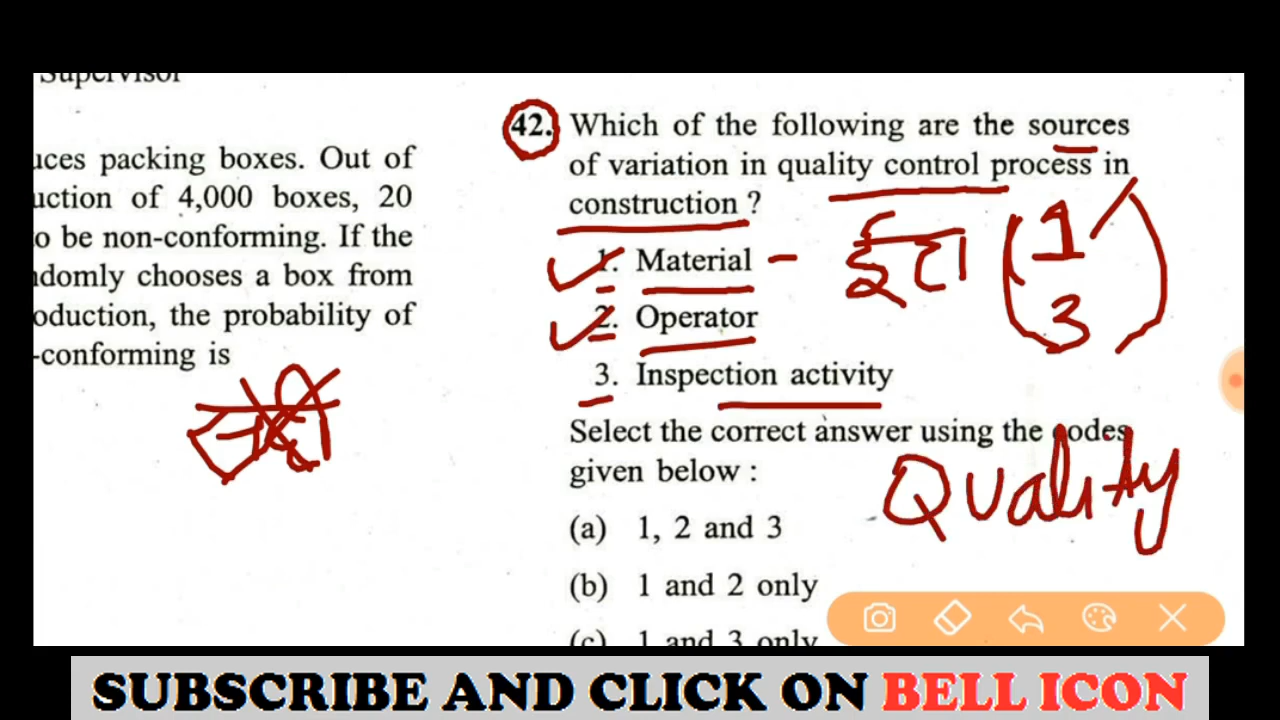 Supervisor
uces packing boxes. Out of
uction of 4,000 boxes, 20
o be non-conforming. If the
ndomly chooses a box from
oduction, the probability of
-conforming is
42. Which of the following are the sources
of variation in quality control process in
construction ?
1. Material -
ईटा
(1
3)
2. Operator
3. Inspection activity
Select the correct answer using the codes
given below :
Quality
(a) 1, 2 and 3
(b) 1 and 2 only
(c) 1 and 3 only
SUBSCRIBE AND CLICK ON BELL ICON